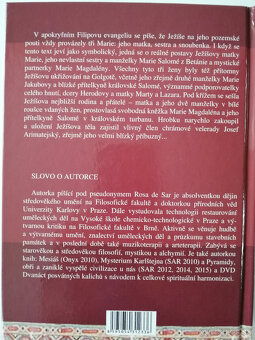 V apokryfním Filipovu evangeliu se píše, že Ježíše na jeho pozemské
pouti vždy provázely tři Marie: jeho matka, sestra a snoubenka. I když se
tento text jeví jako symbolický, jedná se o reálné postavy Ježíšovy matky
Marie, jeho nevlastní sestry a manželky Marie Salomé z Betánie a mystické
partnerky Marie Magdalény. Všechny tyto tři ženy byly též přítomny
Ježíšovu ukřižování na Golgotě, včetně jeho zřejmě druhé manželky Marie
Jakubovy a blízké přítelkyně královské Salomé, významné podporovatelky
celého hnutí, dcery Herodovy a matky Marty a Lazara. Pod křížem se sešla
Ježíšova nejbližší rodina a přátelé – matka a jeho dvě manželky v bílé
roušce vdaných žen, prostovlasá svobodná kněžka Marie Magdaléna a jeho
přítelkyně Salomé v královském turbanu. Hrobku narychlo zakoupil
a uložení Ježíšova těla zajistil vlivný člen chrámové velerady Josef
Arimatejský, zřejmě jeho velmi blízký příbuzný...
SLOVO O AUTORCE
Autorka píšící pod pseudonymem Rosa de Sar je absolventkou dějin
středověkého umění na Filosofické fakultě a doktorkou přírodních věd
Univerzity Karlovy v Praze. Dále vystudovala technologii restaurování
uměleckých děl na Vysoké škole chemicko-technologické v Praze a vý-
tvarnou kritiku na Filosofické fakultě v Brně. Aktivně se věnuje hudbě
a výtvarnému umění, znalectví uměleckých děl a průzkumu stavebních
památek a v poslední době také muzikoterapii a arteterapii. Zabývá se
starověkou a středověkou filosofií, mystikou a alchymií. Je také autorkou
knih: Mesiáš (Onyx 2010), Mysterium Karlštejna (SAR 2010) a Pyramidy,
obři a zaniklé vyspělé civilizace u nás (SAR 2012, 2014, 2015) a DVD
Dvanáct posvátných kalichů s návodem k celkové spirituální harmonizaci.